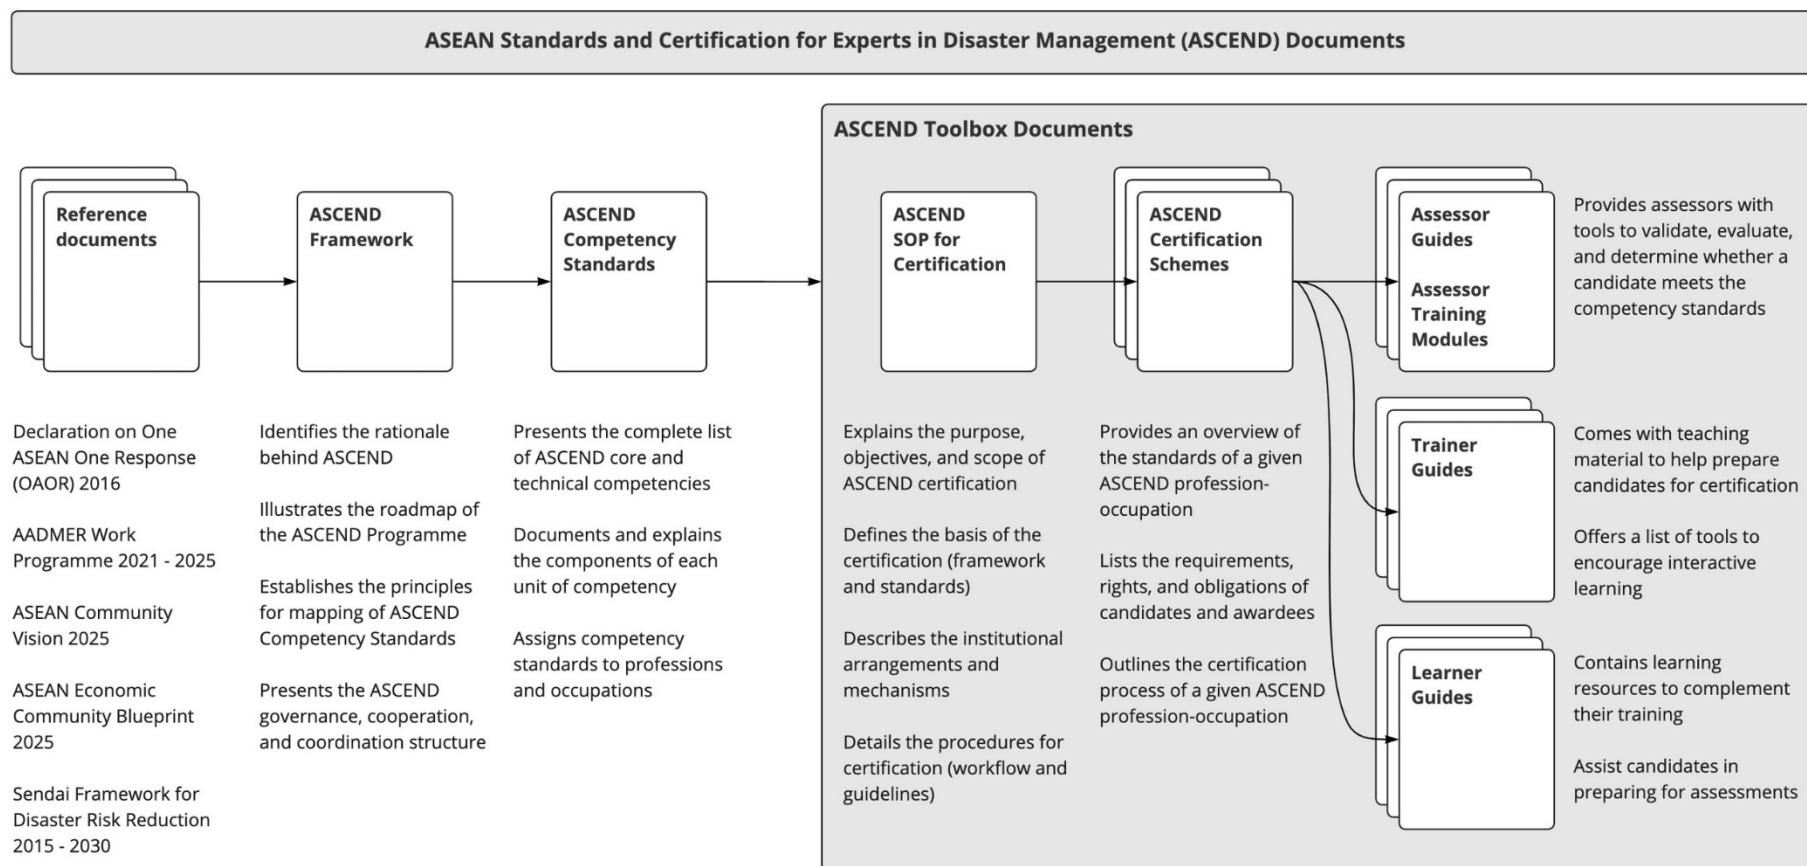 ASEAN Standards and Certification for Experts in Disaster Management (ASCEND) Documents
ASCEND Toolbox Documents
Reference
documents
ASCEND
Framework
ASCEND
Competency
Standards
ASCEND
SOP for
Certification
ASCEND
Certification
Schemes
Assessor
Guides
Assessor
Training
Modules
Provides assessors with
tools to validate, evaluate,
and determine whether a
candidate meets the
competency standards
Declaration on One
ASEAN One Response
(OAOR) 2016
AADMER Work
Programme 2021 - 2025
ASEAN Community
Vision 2025
ASEAN Economic
Community Blueprint
2025
Sendai Framework for
Disaster Risk Reduction
2015 - 2030
Identifies the rationale
behind ASCEND
Illustrates the roadmap of
the ASCEND Programme
Establishes the principles
for mapping of ASCEND
Competency Standards
Presents the ASCEND
governance, cooperation,
and coordination structure
Presents the complete list
of ASCEND core and
technical competencies
Documents and explains
the components of each
unit of competency
Assigns competency
standards to professions
and occupations
Explains the purpose,
objectives, and scope of
ASCEND certification
Defines the basis of the
certification (framework
and standards)
Describes the institutional
arrangements and
mechanisms
Details the procedures for
certification (workflow and
guidelines)
Provides an overview of
the standards of a given
ASCEND profession-
occupation
Lists the requirements,
rights, and obligations of
candidates and awardees
Outlines the certification
process of a given ASCEND
profession-occupation
Trainer
Guides
Comes with teaching
material to help prepare
candidates for certification
Offers a list of tools to
encourage interactive
learning
Learner
Guides
Contains learning
resources to complement
their training
Assist candidates in
preparing for assessments